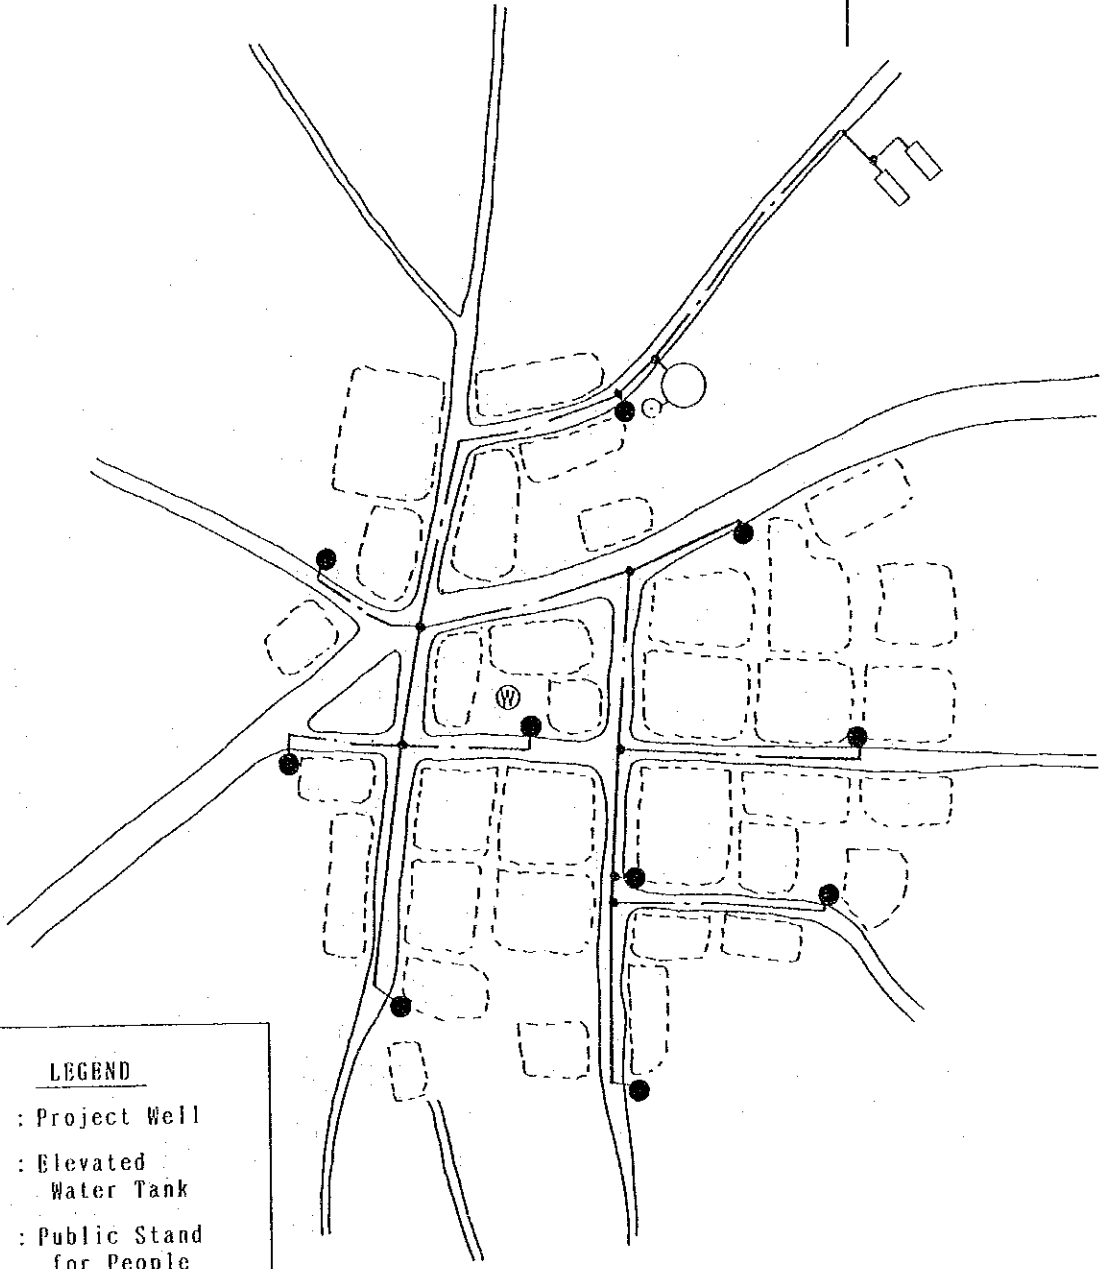 W
LEGEND
: Project Well
: Elevated
Water Tank
: Public Stand
for People